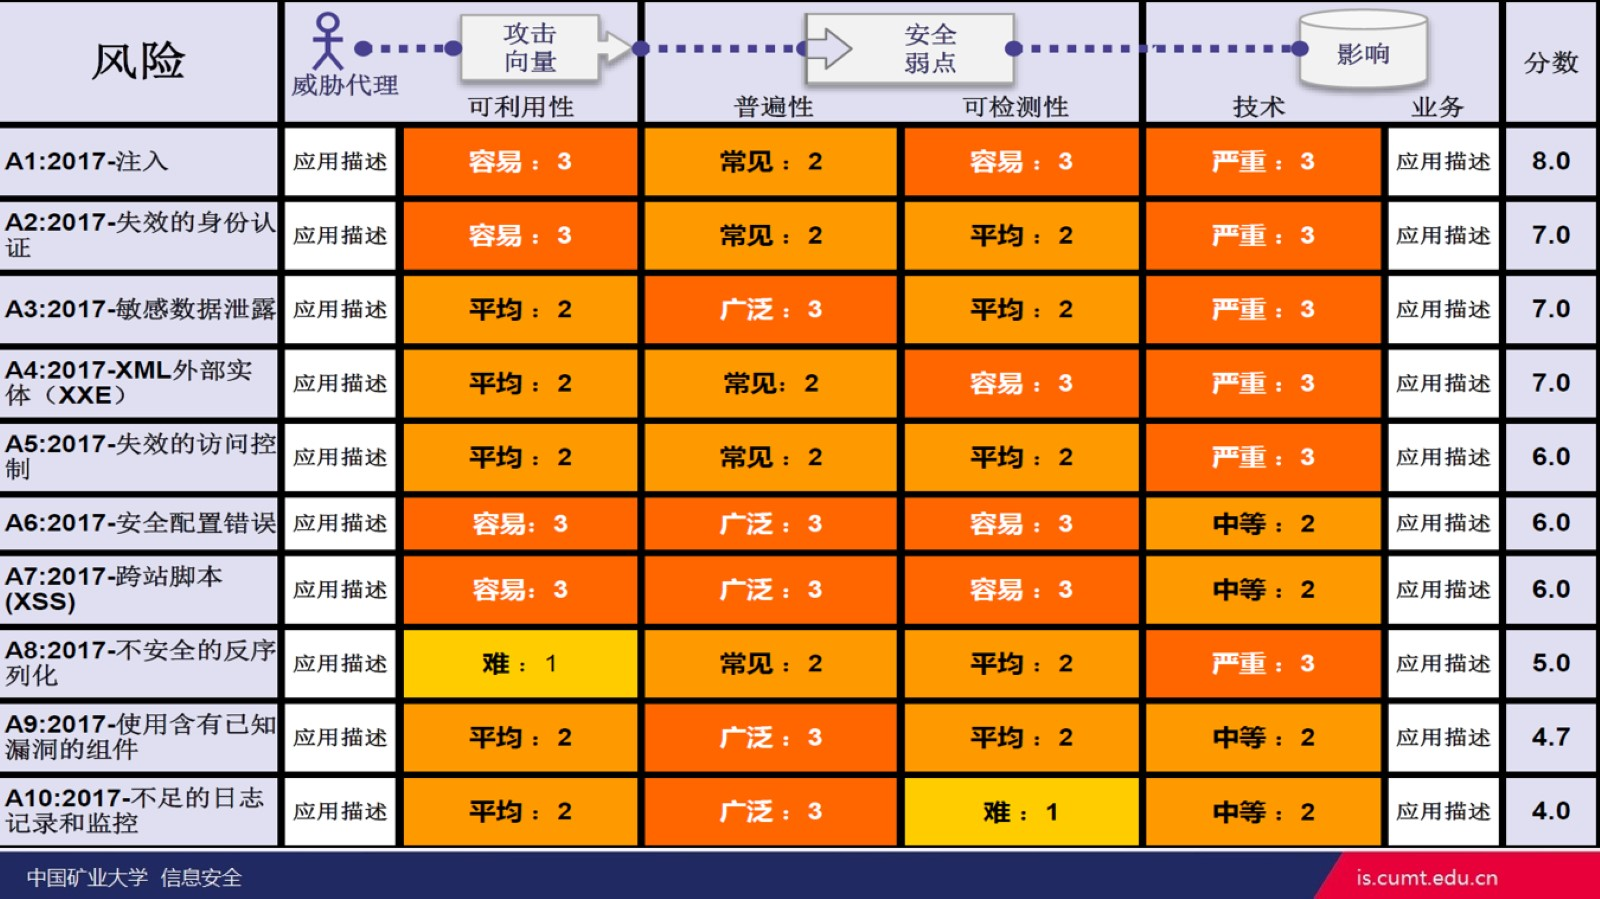 风险
威胁代理
攻击
向量
安全
弱点
影响
分数
可利用性
普遍性
可检测性
技术
业务
A1:2017-注入
应用描述
容易：3
常见：2
容易：3
严重：3
应用描述
8.0
A2:2017-失效的身份认
证
应用描述
容易：3
常见：2
平均：2
严重：3
应用描述
7.0
A3:2017-敏感数据泄露
应用描述
平均：2
广泛：3
平均：2
严重：3
应用描述
7.0
A4:2017-XML外部实
体（XXE）
应用描述
平均：2
常见：2
容易：3
严重：3
应用描述
7.0
A5:2017-失效的访问控
制
应用描述
平均：2
常见：2
平均：2
严重：3
应用描述
6.0
A6:2017-安全配置错误
应用描述
容易：3
广泛：3
容易：3
中等：2
应用描述
6.0
A7:2017-跨站脚本
(XSS)
应用描述
容易：3
广泛：3
容易：3
中等：2
应用描述
6.0
A8:2017-不安全的反序
列化
应用描述
难：1
常见：2
平均：2
严重：3
应用描述
5.0
A9:2017-使用含有已知
漏洞的组件
应用描述
平均：2
广泛：3
平均：2
中等：2
应用描述
4.7
A10:2017-不足的日志
记录和监控
应用描述
平均：2
广泛：3
难：1
中等：2
应用描述
4.0
中国矿业大学 信息安全
is.cumt.edu.cn